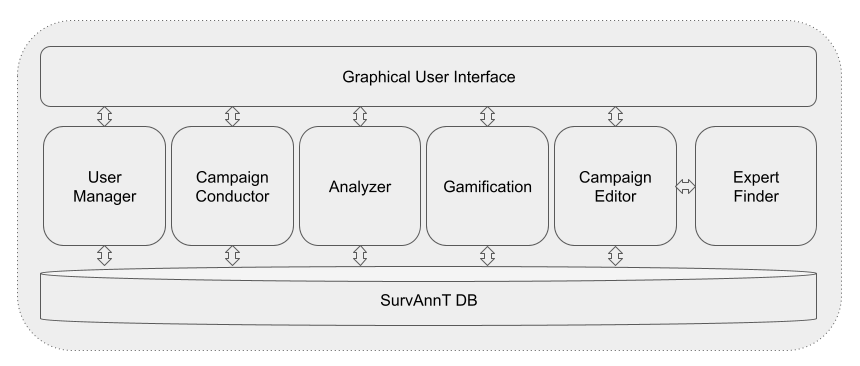 Graphical User Interface
User
Manager
Campaign
Conductor
Analyzer
Gamification
Campaign
Editor
Expert
Finder
SurvAnnT DB